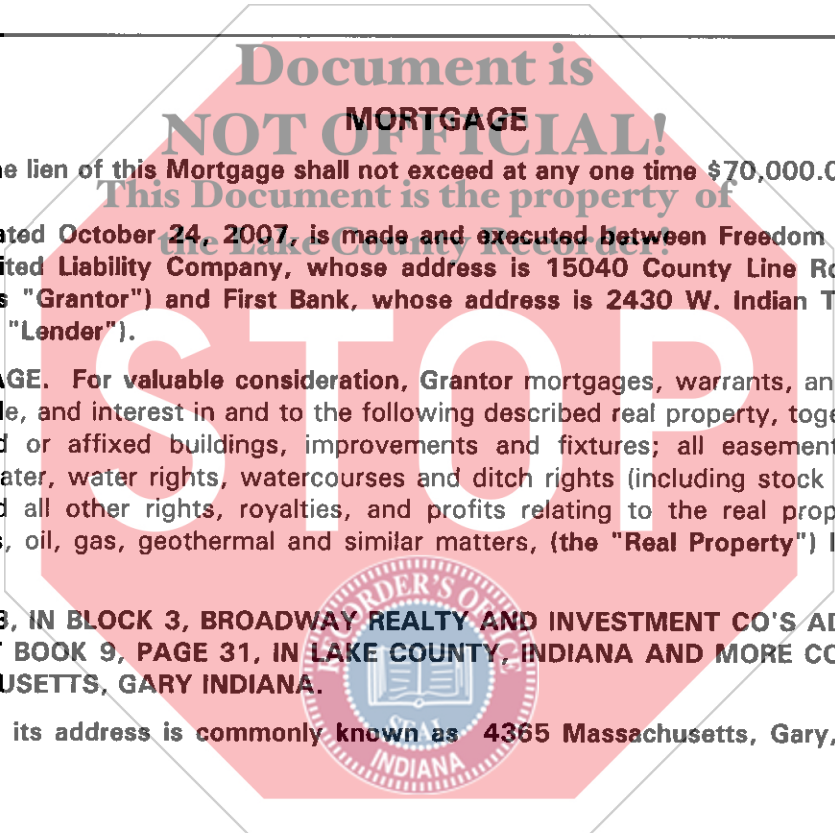 Document is
MORTGAGE
NOT OFFICIAL!
e lien of this Mortgage shall not exceed at any one time $70,000.0
This Document is the property of
ated October 24, 2007, is made and executed between Freedom
the Lake County Recorder!
ited Liability Company, whose address is 15040 County Line Ro
s "Grantor") and First Bank, whose address is 2430 W. Indian T
"Lender").
STOP
AGE. For valuable consideration, Grantor mortgages, warrants, an
le, and interest in and to the following described real property, toge
d or affixed buildings, improvements and fixtures; all easement
ater, water rights, watercourses and ditch rights (including stock
d all other rights, royalties, and profits relating to the real prop
s, oil, gas, geothermal and similar matters, (the "Real Property") l
3, IN BLOCK 3, BROADWAY REALTY AND INVESTMENT CO'S AD
T BOOK 9, PAGE 31, IN LAKE COUNTY, INDIANA AND MORE CO
USETTS, GARY INDIANA.
RECORDER'S OFFICE
SEAL
INDIANA
its address is commonly known as 4365 Massachusetts, Gary,